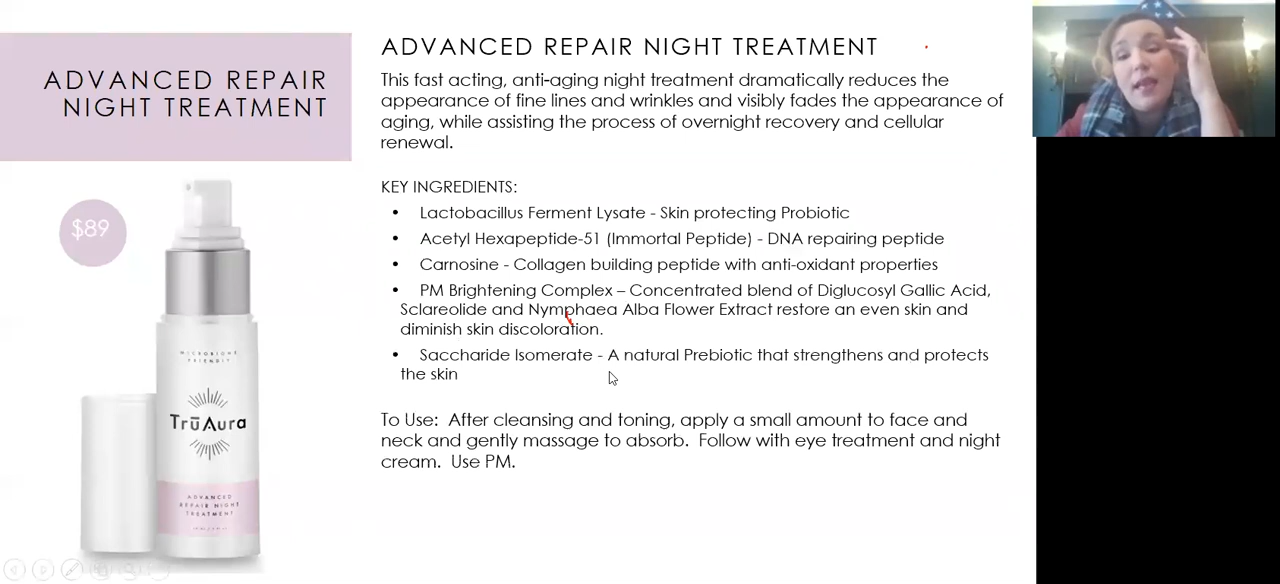 ADVANCED REPAIR
NIGHT TREATMENT
$89
MICROBIOME
FRIENDLY
TrūAura
ADVANCED
REPAIR NIGHT
TREATMENT
ADVANCED REPAIR NIGHT TREATMENT
This fast acting, anti-aging night treatment dramatically reduces the
appearance of fine lines and wrinkles and visibly fades the appearance of
aging, while assisting the process of overnight recovery and cellular
renewal.
KEY INGREDIENTS:
• Lactobacillus Ferment Lysate - Skin protecting Probiotic
• Acetyl Hexapeptide-51 (Immortal Peptide) - DNA repairing peptide
• Carnosine - Collagen building peptide with anti-oxidant properties
• PM Brightening Complex – Concentrated blend of Diglucosyl Gallic Acid,
Sclareolide and Nymphaea Alba Flower Extract restore an even skin and
diminish skin discoloration.
• Saccharide Isomerate - A natural Prebiotic that strengthens and protects
the skin
To Use: After cleansing and toning, apply a small amount to face and
neck and gently massage to absorb. Follow with eye treatment and night
cream. Use PM.